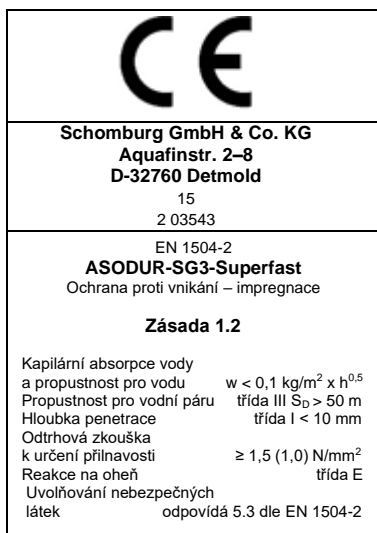 CE
Schomburg GmbH & Co. KG
Aquafinstr. 2–8
D-32760 Detmold
15
2 03543
EN 1504-2
ASODUR-SG3-Superfast
Ochrana proti vnikání – impregnace
Zásada 1.2
Kapilární absorpce vody
a propustnost pro vodu w < 0,1 kg/m² x h⁰,⁵
Propustnost pro vodní páru třída III S_D > 50 m
Hloubka penetrace třída I < 10 mm
Odtrhová zkouška
k určení přilnavosti ≥ 1,5 (1,0) N/mm²
Reakce na oheň třída E
Uvolňování nebezpečných
látek odpovídá 5.3 dle EN 1504-2